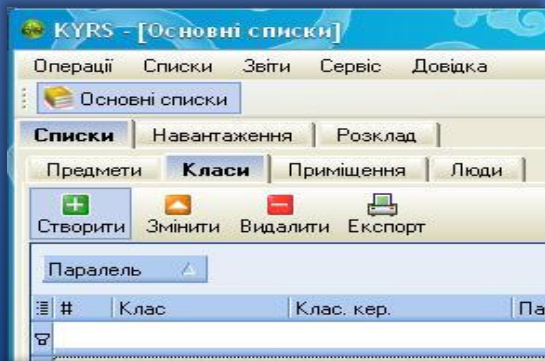 KYRS - [Основні списки]
Операції Списки Звіти Сервіс Довідка
Основні списки
Списки Навантаження Розклад
Предмети Класи Приміщення Люди
Створити Змінити Видалити Експорт
Паралель
# Клас Клас. кер. Па